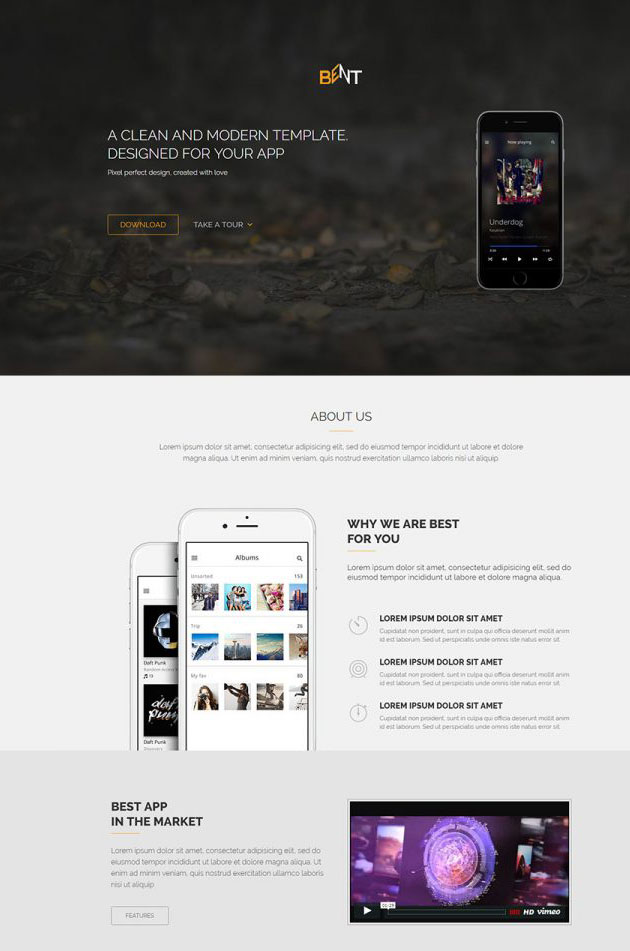 BENT
A CLEAN AND MODERN TEMPLATE.
DESIGNED FOR YOUR APP
Pixel perfect design, created with love
DOWNLOAD
TAKE A TOUR
Now playing
Underdog
ABOUT US
Lorem ipsum dolor sit amet, consectetur adipisicing elit, sed do eiusmod tempor incididunt ut labore et dolore
magna aliqua. Ut enim ad minim veniam, quis nostrud exercitation ullamco laboris nisi ut aliquip.
Albums
Unsorted 153
Trip 26
My fav 60
Daft Punk
Daft Punk
WHY WE ARE BEST
FOR YOU
Lorem ipsum dolor sit amet, consectetur adipisicing elit, sed do
eiusmod tempor incididunt ut labore et dolore magna aliqua.
LOREM IPSUM DOLOR SIT AMET
Cupidatat non proident, sunt in culpa qui officia deserunt mollit anim
id est laborum. Sed ut perspiciatis unde omnis iste natus error sit.
LOREM IPSUM DOLOR SIT AMET
Cupidatat non proident, sunt in culpa qui officia deserunt mollit anim
id est laborum. Sed ut perspiciatis unde omnis iste natus error sit.
LOREM IPSUM DOLOR SIT AMET
Cupidatat non proident, sunt in culpa qui officia deserunt mollit anim
id est laborum. Sed ut perspiciatis unde omnis iste natus error sit.
BEST APP
IN THE MARKET
Lorem ipsum dolor sit amet, consectetur adipisicing elit, sed do
eiusmod tempor incididunt ut labore et dolore magna aliqua. Ut
enim ad minim veniam, quis nostrud exercitation ullamco laboris
nisi ut aliquip
FEATURES
01:29
HD vimeo